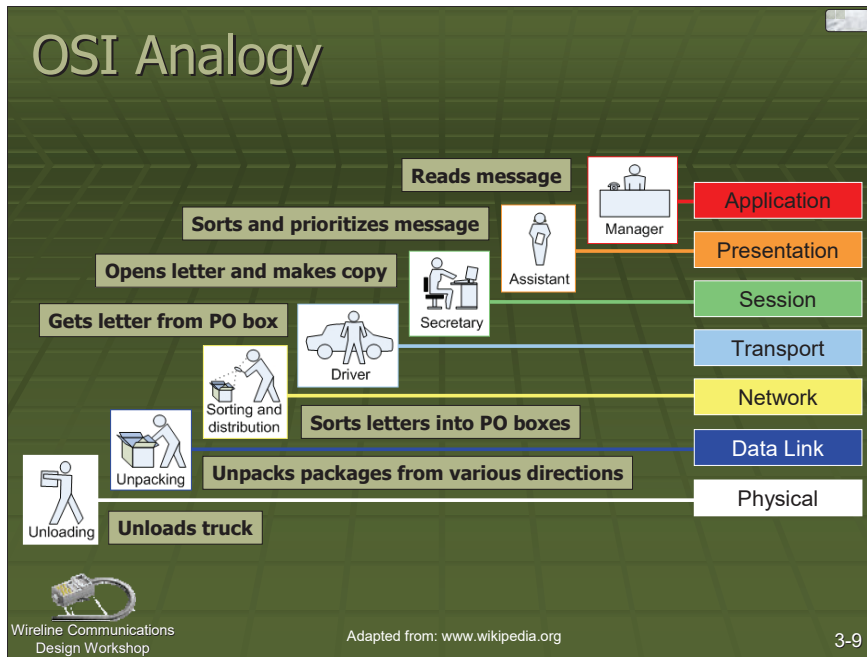 OSI Analogy
Reads message
Manager
Application
Sorts and prioritizes message
Assistant
Presentation
Opens letter and makes copy
Secretary
Session
Gets letter from PO box
Driver
Transport
Sorting and
distribution
Sorts letters into PO boxes
Network
Unpacking
Unpacks packages from various directions
Data Link
Unloading
Unloads truck
Physical
Wireline Communications
Design Workshop
Adapted from: www.wikipedia.org
3-9